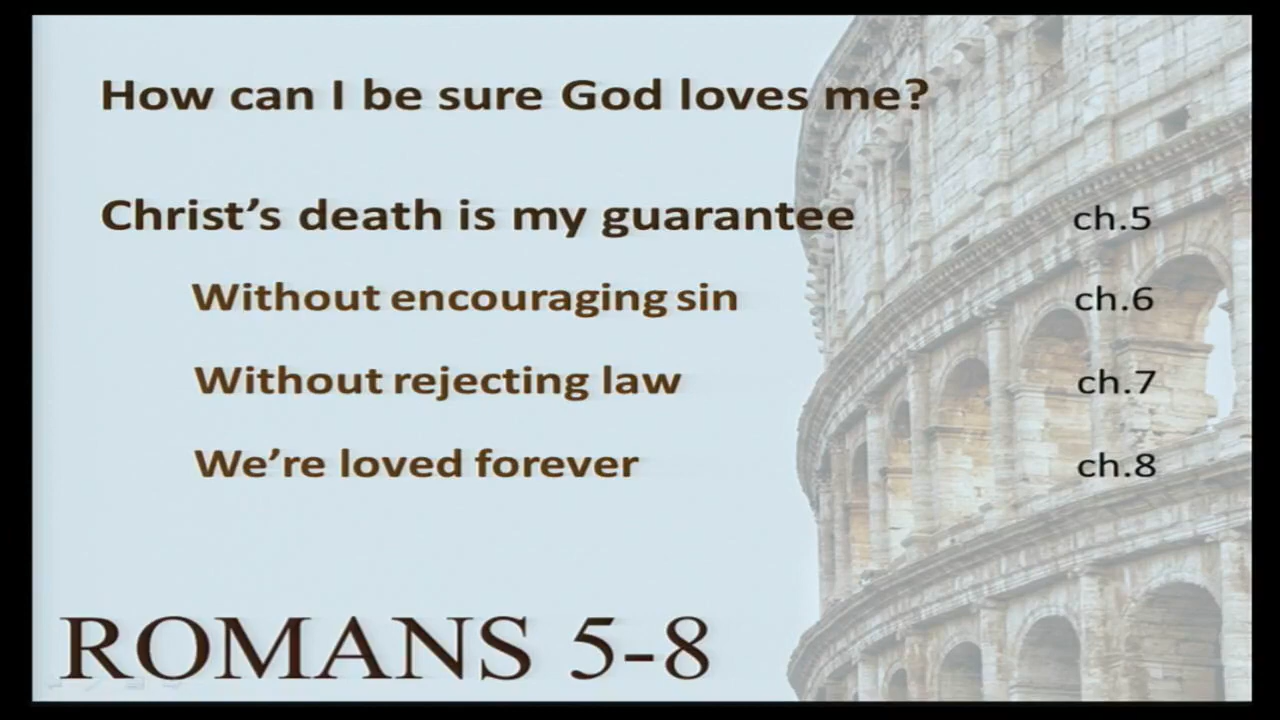 How can I be sure God loves me?
Christ's death is my guarantee ch.5
Without encouraging sin ch.6
Without rejecting law ch.7
We're loved forever ch.8
ROMANS 5-8